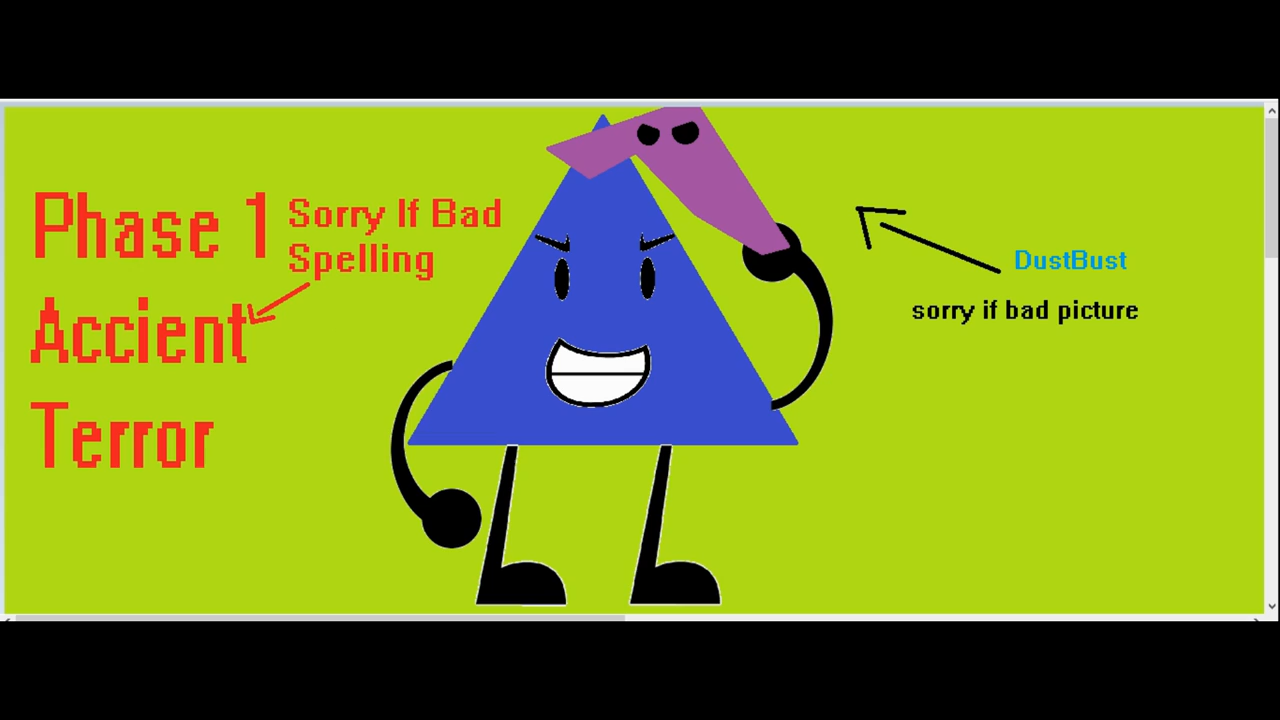 Phase 1
Sorry If Bad
Spelling
Accient
Terror
DustBust
sorry if bad picture